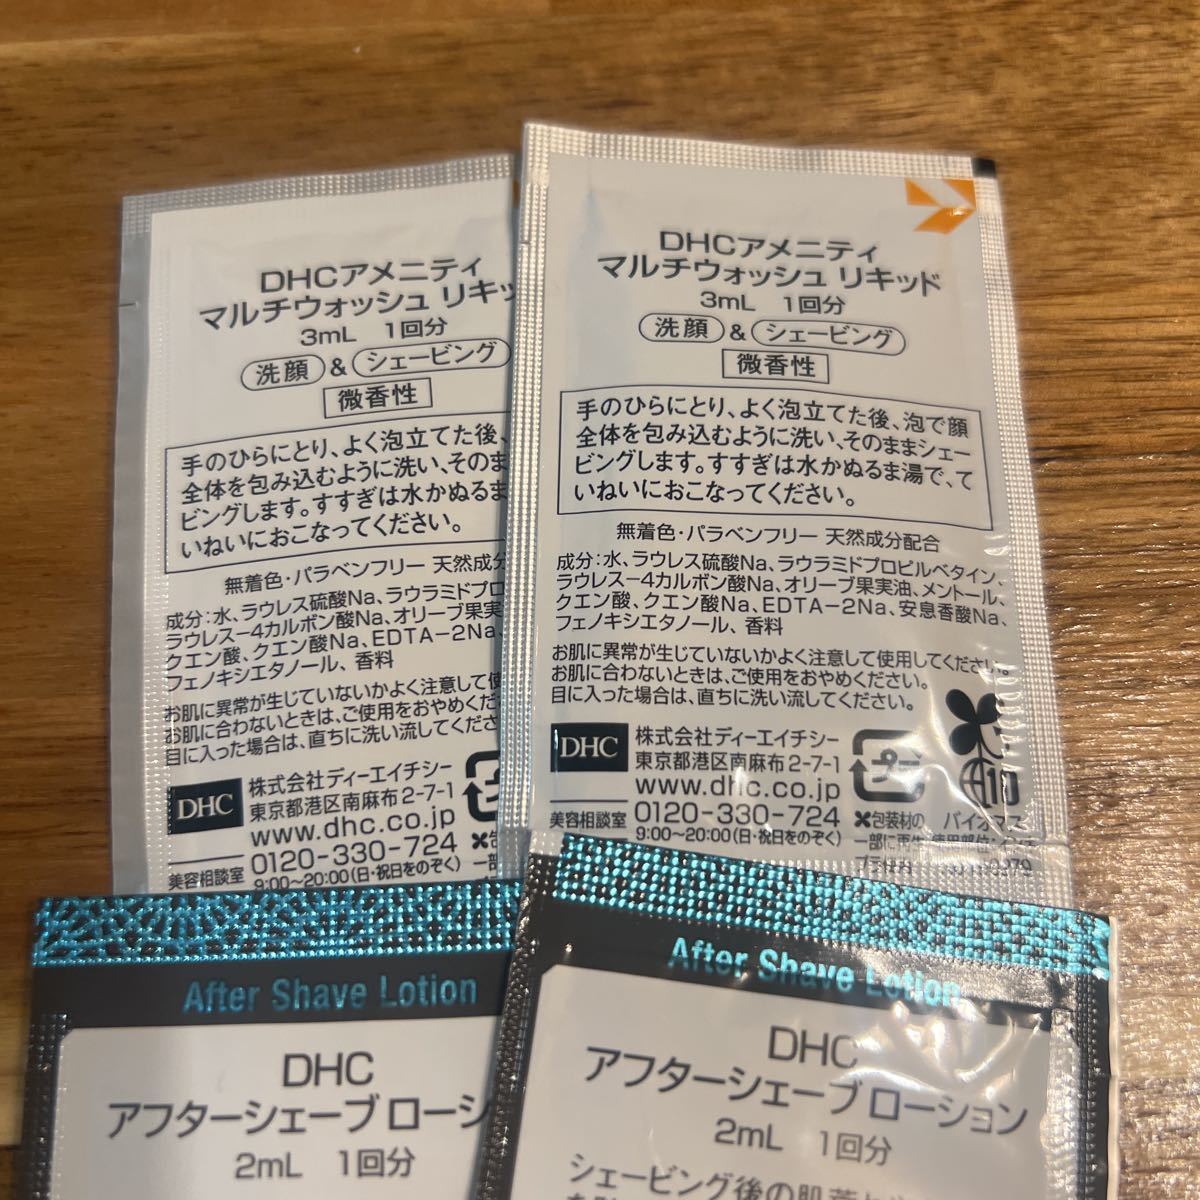 DHCアメニティ
マルチウォッシュ リキッ
3mL 1回分
洗顔 & シェービング
微香性
手のひらにとり、よく泡立てた後、
全体を包み込むように洗い、そのま
ビングします。すすぎは水かぬるま
いねいにおこなってください。
無着色・パラベンフリー 天然成分
成分:水、ラウレス硫酸Na、ラウラミドプロ
ラウレス−4カルボン酸Na、オリーブ果実
クエン酸、クエン酸Na、EDTA−2Na、
フェノキシエタノール、香料
お肌に異常が生じていないかよく注意して使
お肌に合わないときは、ご使用をおやめくだ
目に入った場合は、直ちに洗い流してくださ
DHC
株式会社ディーエイチシー
東京都港区南麻布2-7-1
www.dhc.co.jp
美容相談室
0120-330-724
9:00〜20:00(日・祝日をのぞく)
※包
一部
DHCアメニティ
マルチウォッシュ リキッド
3mL 1回分
洗顔 & シェービング
微香性
手のひらにとり、よく泡立てた後、泡で顔
全体を包み込むように洗い、そのままシェー
ビングします。すすぎは水かぬるま湯で、て
いねいにおこなってください。
無着色・パラベンフリー 天然成分配合
成分:水、ラウレス硫酸Na、ラウラミドプロピルベタイン、
ラウレス−4カルボン酸Na、オリーブ果実油、メントール、
クエン酸、クエン酸Na、EDTA−2Na、安息香酸Na、
フェノキシエタノール、香料
お肌に異常が生じていないかよく注意して使用してください。
お肌に合わないときは、ご使用をおやめください。
目に入った場合は、直ちに洗い流してください。
DHC
株式会社ディーエイチシー
東京都港区南麻布2-7-1
www.dhc.co.jp
美容相談室
0120-330-724
9:00〜20:00(日・祝日をのぞく)
プラ
※包装材の
一部に再生
10
バイオマス
After Shave Lotion
DHC
アフターシェーブ ローシ
2mL 1回分
After Shave Lotion
DHC
アフターシェーブ ローション
2mL 1回分
シェービング後の肌荒れ